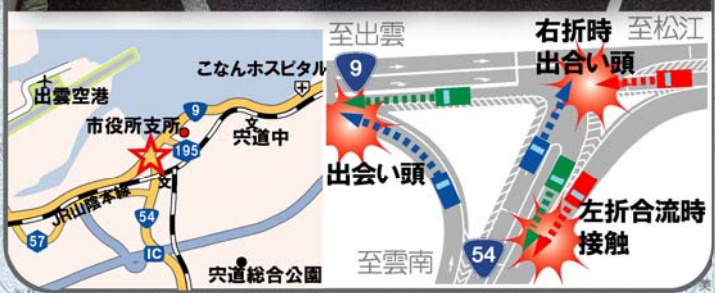 出雲空港
こなんホスピタル
9
市役所支所
文
宍道中
195
文
JR山陰本線
54
57
IC
宍道総合公園
至出雲
9
右折時
出合い頭
至松江
出会い頭
左折合流時
接触
至雲南
54